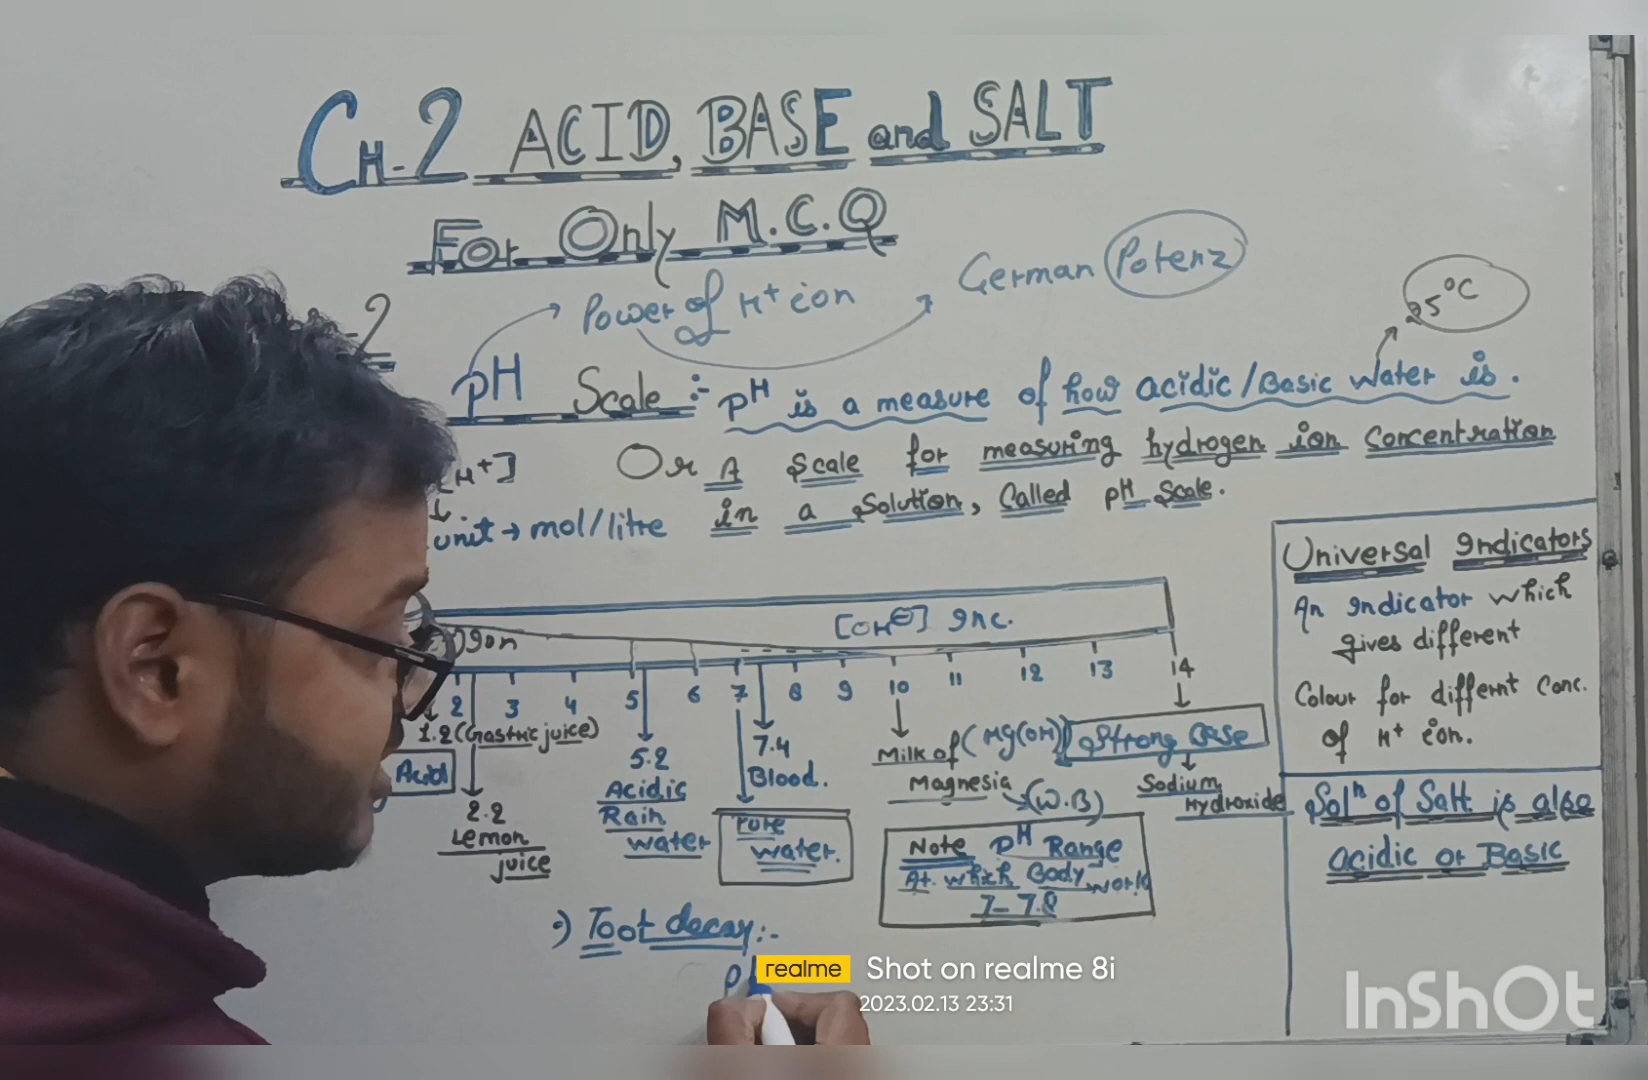 CH-2 ACID, BASE and SALT
For Only M.C.Q
-2
Power of H⁺ ion
German Potenz
25°C
pH Scale :- pH is a measure of how acidic/Basic Water is.
[H⁺]
Or A Scale for measuring hydrogen ion Concentration
unit → mol/litre
in a Solution, Called pH Scale.
[OH⊖] Inc.
ion
2 3 4 5 6 7 8 9 10 11 12 13 14
1.2 (Gastric juice)
Acid
2.2
Lemon
juice
5.2
Acidic
Rain
water
7.4
Blood.
Pure
water.
Milk of (Mg(OH))
Magnesia → (W.B)
Strong Base
Sodium
Hydroxide
Note pH Range
At which Body work
7-7.8
Universal Indicators
An Indicator which
gives different
Colour for differnt Conc.
of H⁺ ion.
Solⁿ of Salt is also
acidic or Basic
•) Toot decay:-
P
realme Shot on realme 8i
2023.02.13 23:31
InShOt